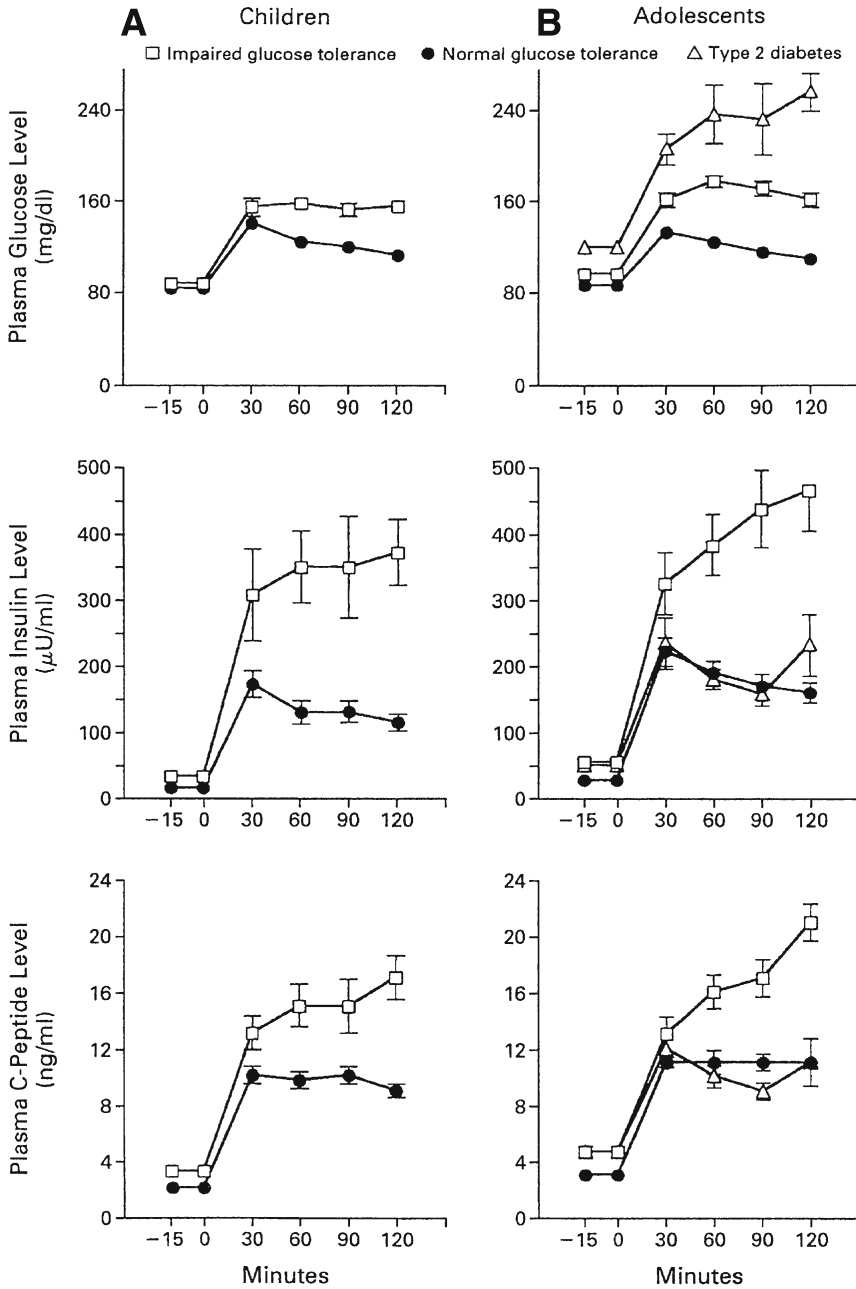 A Children
B Adolescents
Impaired glucose tolerance Normal glucose tolerance Type 2 diabetes
Plasma Glucose Level
(mg/dl)
240
160
80
0
−15 0 30 60 90 120
240
160
80
0
−15 0 30 60 90 120
Plasma Insulin Level
(μU/ml)
500
400
300
200
100
0
−15 0 30 60 90 120
500
400
300
200
100
0
−15 0 30 60 90 120
Plasma C-Peptide Level
(ng/ml)
24
20
16
12
8
4
0
−15 0 30 60 90 120
Minutes
24
20
16
12
8
4
0
−15 0 30 60 90 120
Minutes